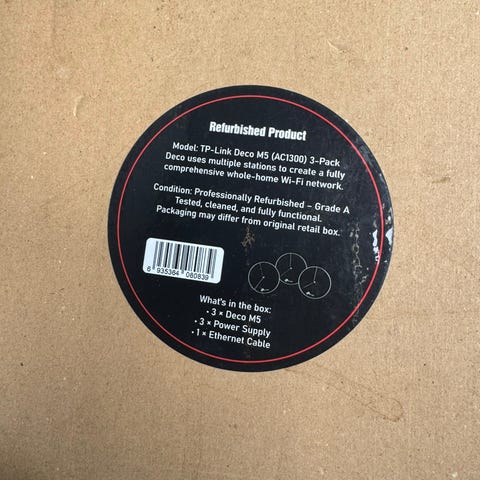 Refurbished Product
Model: TP-Link Deco M5 (AC1300) 3-Pack
Deco uses multiple stations to create a fully
comprehensive whole-home Wi-Fi network.
Condition: Professionally Refurbished – Grade A
Tested, cleaned, and fully functional.
Packaging may differ from original retail box.
6 935364 080839
What's in the box:
• 3 × Deco M5
• 3 × Power Supply
• 1 × Ethernet Cable